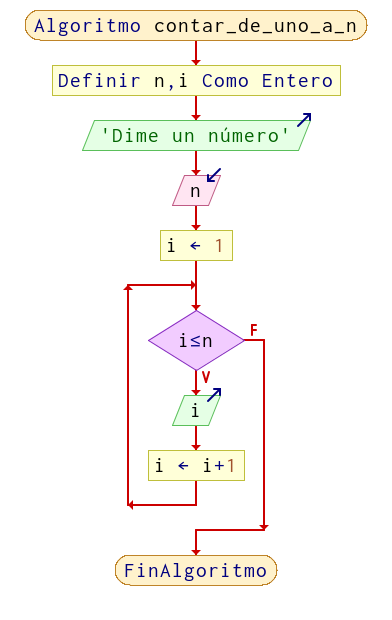 Algoritmo contar_de_uno_a_n
Definir n,i Como Entero
'Dime un número'
n
i ← 1
i≤n
F
V
i
i ← i+1
FinAlgoritmo